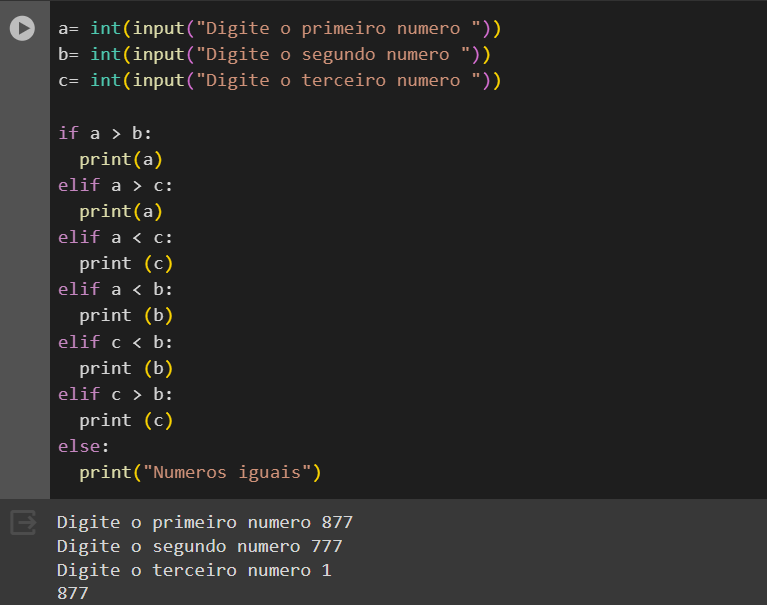 a= int(input("Digite o primeiro numero "))
b= int(input("Digite o segundo numero "))
c= int(input("Digite o terceiro numero "))

if a > b:
  print(a)
elif a > c:
  print(a)
elif a < c:
  print (c)
elif a < b:
  print (b)
elif c < b:
  print (b)
elif c > b:
  print (c)
else:
  print("Numeros iguais")
Digite o primeiro numero 877
Digite o segundo numero 777
Digite o terceiro numero 1
877